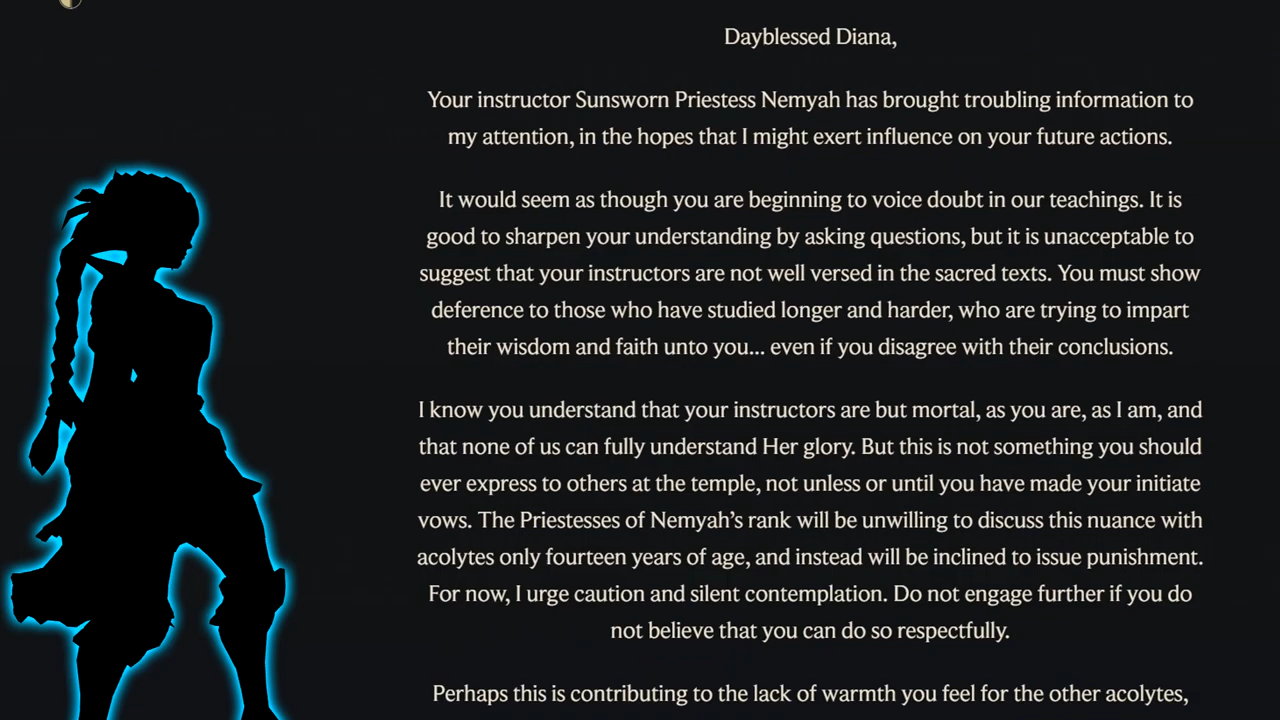 Dayblessed Diana,
Your instructor Sunsworn Priestess Nemyah has brought troubling information to
my attention, in the hopes that I might exert influence on your future actions.
It would seem as though you are beginning to voice doubt in our teachings. It is
good to sharpen your understanding by asking questions, but it is unacceptable to
suggest that your instructors are not well versed in the sacred texts. You must show
deference to those who have studied longer and harder, who are trying to impart
their wisdom and faith unto you... even if you disagree with their conclusions.
I know you understand that your instructors are but mortal, as you are, as I am, and
that none of us can fully understand Her glory. But this is not something you should
ever express to others at the temple, not unless or until you have made your initiate
vows. The Priestesses of Nemyah’s rank will be unwilling to discuss this nuance with
acolytes only fourteen years of age, and instead will be inclined to issue punishment.
For now, I urge caution and silent contemplation. Do not engage further if you do
not believe that you can do so respectfully.
Perhaps this is contributing to the lack of warmth you feel for the other acolytes,